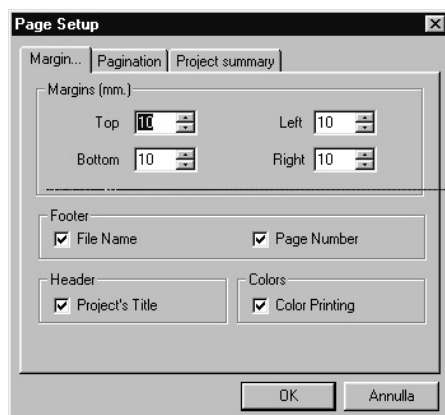 Page Setup
Margin... Pagination Project summary
Margins (mm.)
Top 10 Left 10
Bottom 10 Right 10
Footer
File Name Page Number
Header Colors
Project's Title Color Printing
OK Annulla